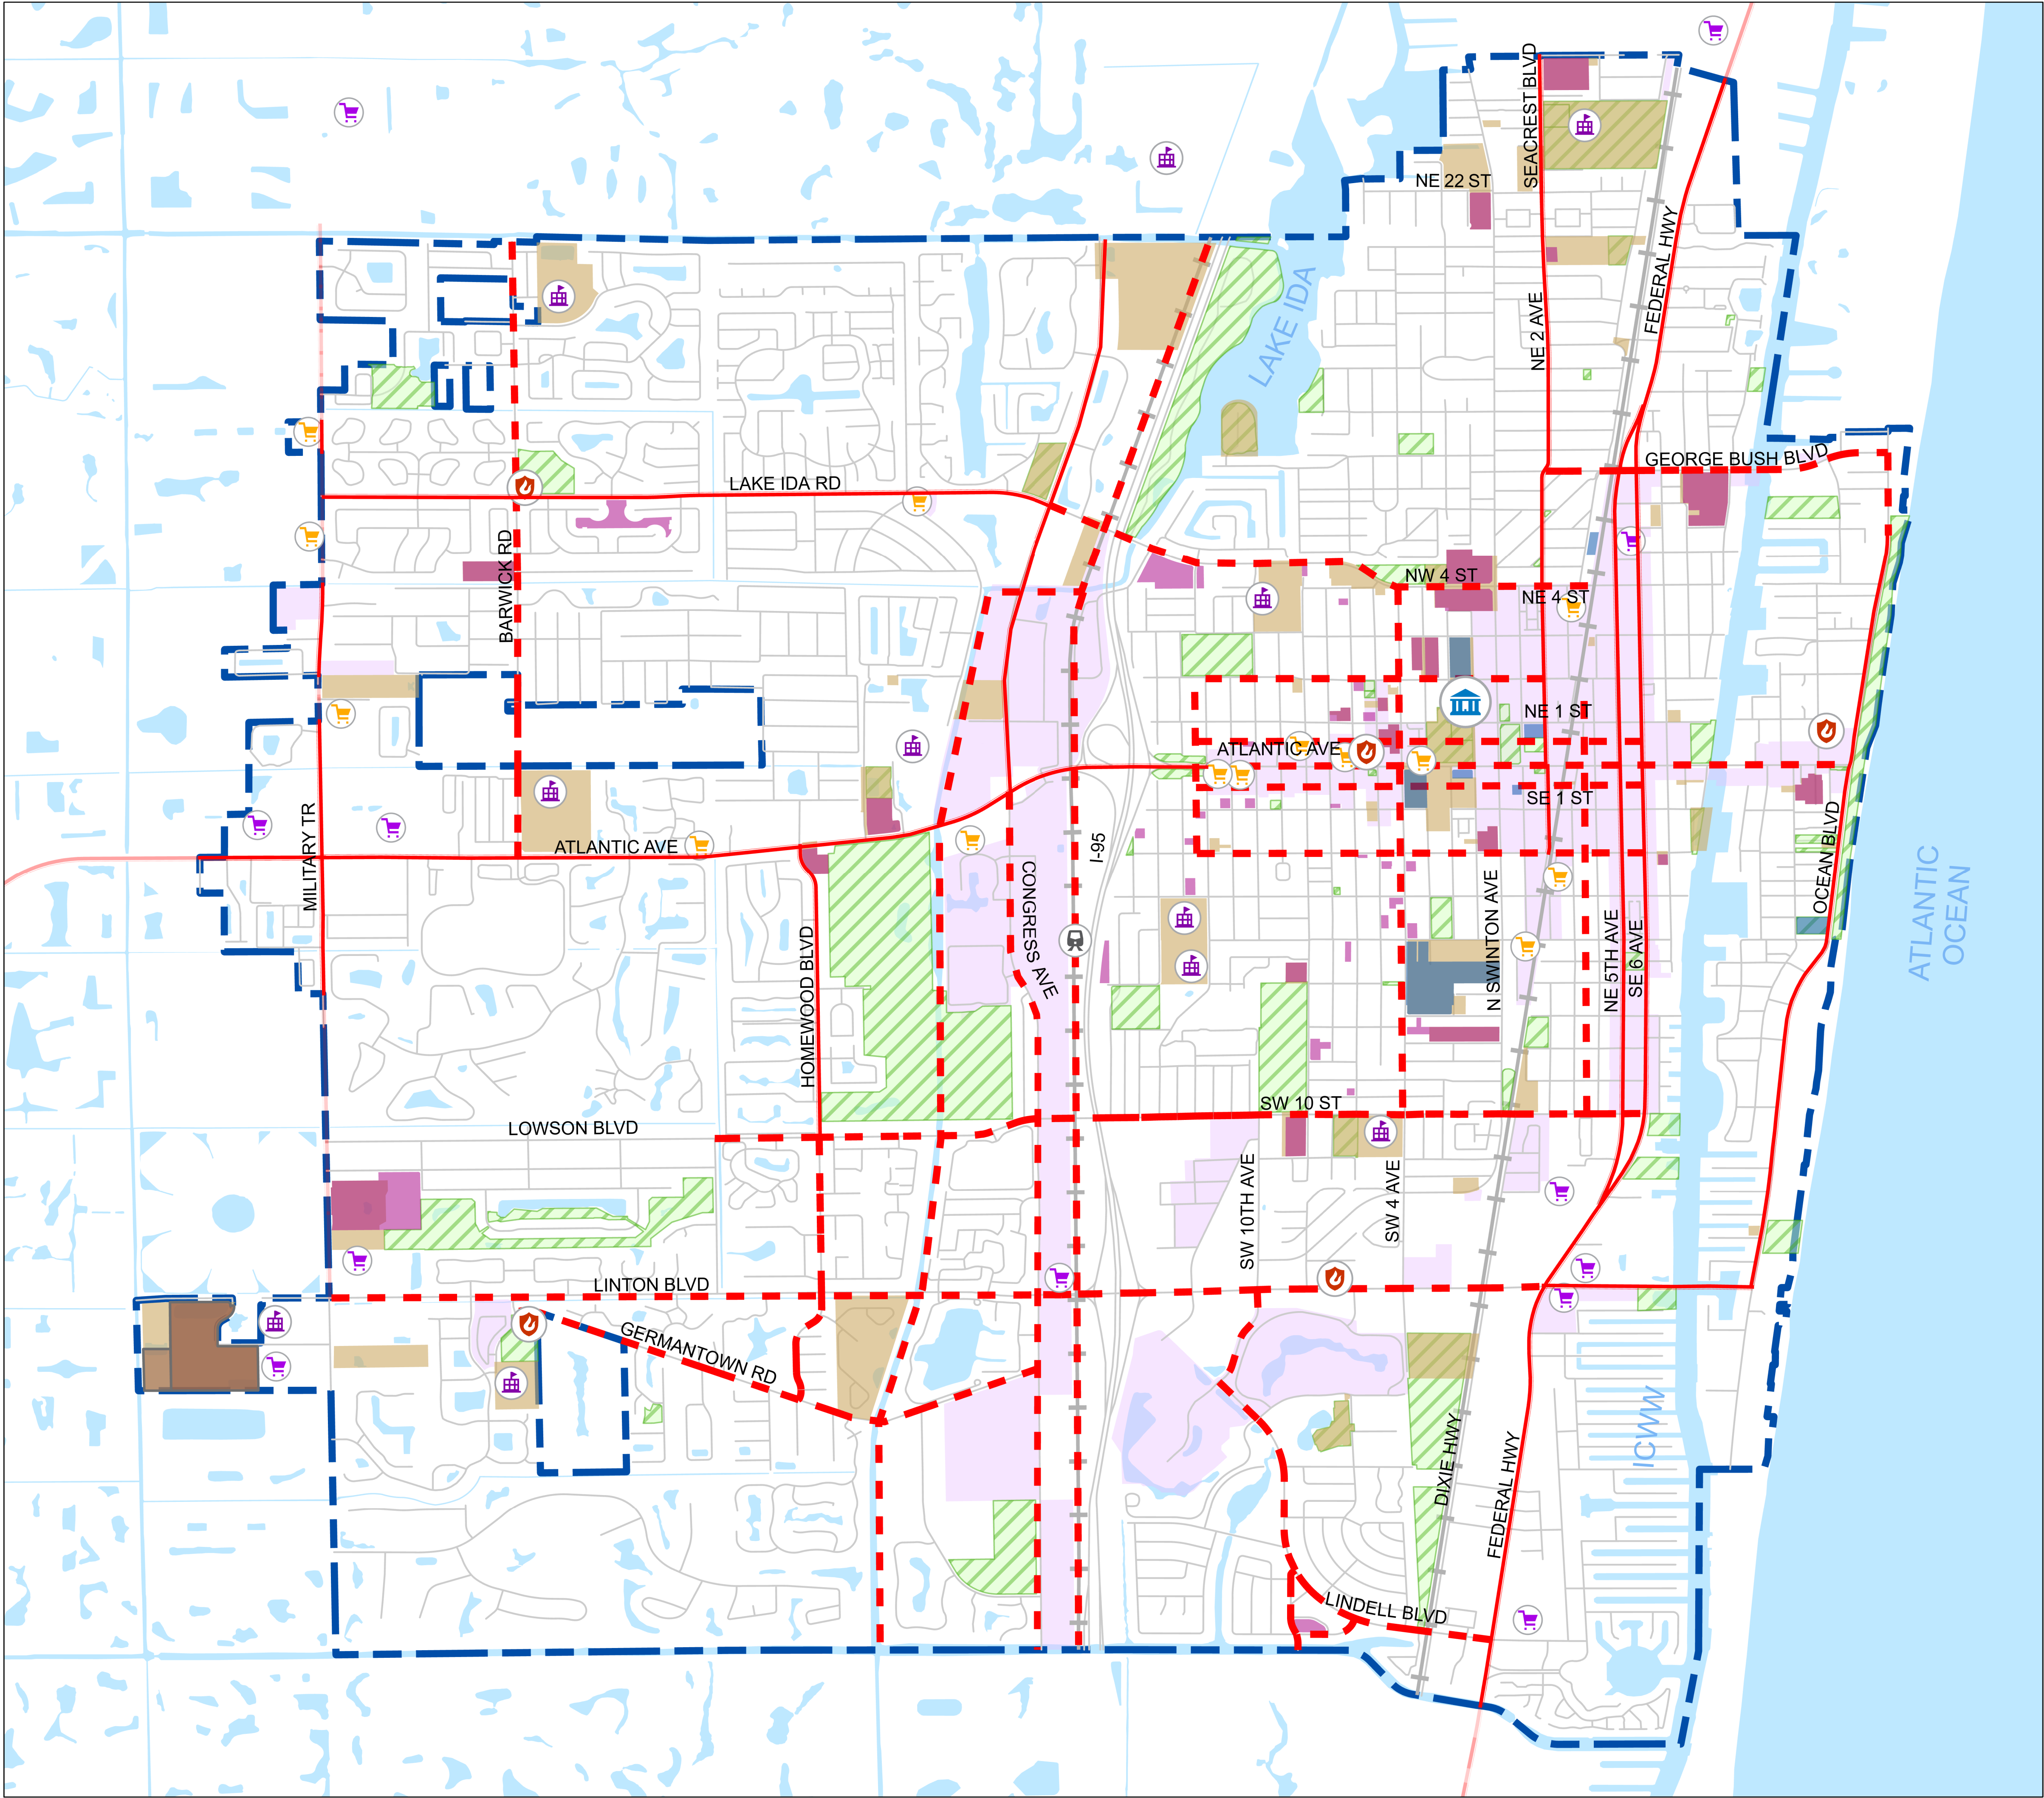 SEACREST BLVD
NE 22 ST
FEDERAL HWY
LAKE IDA
NE 2 AVE
GEORGE BUSH BLVD
LAKE IDA RD
BARWICK RD
NW 4 ST
NE 4 ST
NE 1 ST
ATLANTIC AVE
SE 1 ST
MILITARY TR
ATLANTIC AVE
I-95
OCEAN BLVD
ATLANTIC
OCEAN
CONGRESS AVE
HOMEWOOD BLVD
N SWINTON AVE
NE 5TH AVE
SE 6 AVE
SW 10 ST
LOWSON BLVD
SW 10TH AVE
SW 4 AVE
LINTON BLVD
GERMANTOWN RD
ICWW
DIXIE HWY
FEDERAL HWY
LINDELL BLVD